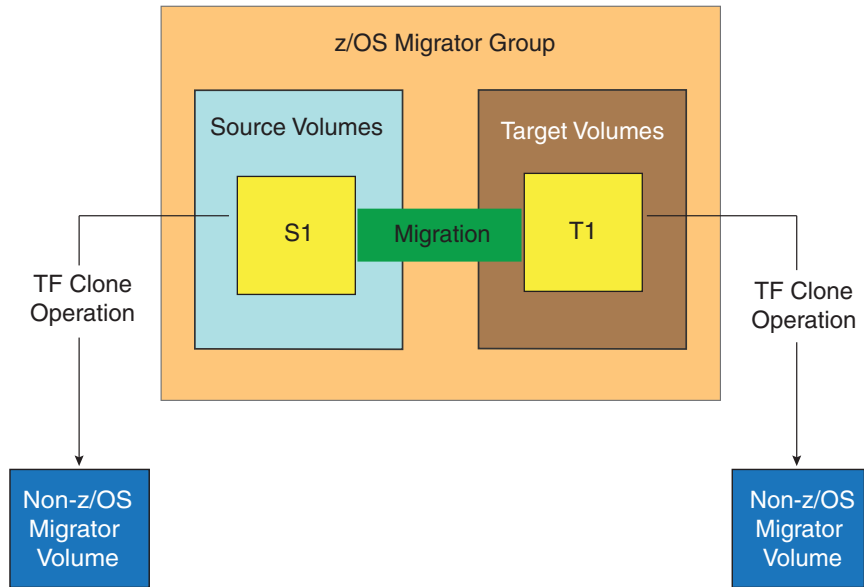 z/OS Migrator Group
Source Volumes
Target Volumes
S1
Migration
T1
TF Clone
Operation
TF Clone
Operation
Non-z/OS
Migrator
Volume
Non-z/OS
Migrator
Volume